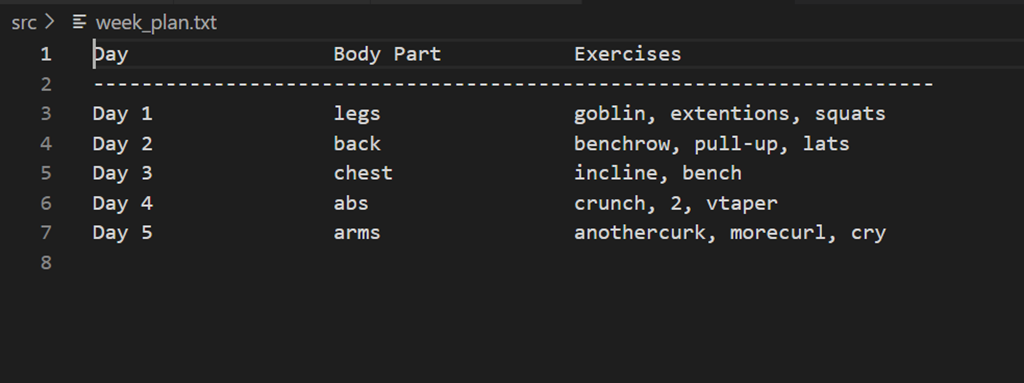 src > week_plan.txt
1 Day Body Part Exercises
2 ----------------------------------------------------------------------
3 Day 1 legs goblin, extentions, squats
4 Day 2 back benchrow, pull-up, lats
5 Day 3 chest incline, bench
6 Day 4 abs crunch, 2, vtaper
7 Day 5 arms anothercurk, morecurl, cry
8